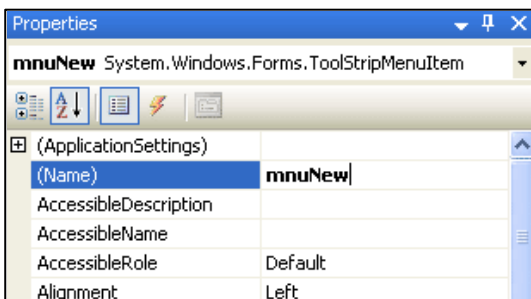 Properties
mnuNew System.Windows.Forms.ToolStripMenuItem
(ApplicationSettings)
(Name) mnuNew
AccessibleDescription
AccessibleName
AccessibleRole Default
Alignment Left